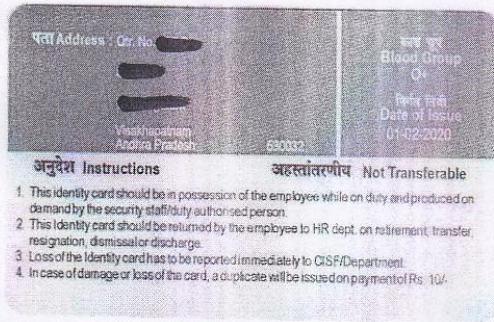 पता Address : Qtr. No.
Visakhapatnam
Andhra Pradesh 530032
रक्त ग्रुप
Blood Group
O+
निर्गम तिथी
Date of Issue
01-02-2020
अनुदेश Instructions अहस्तांतरणीय Not Transferable
1. This identity card should be in possession of the employee while on duty and produced on
demand by the security staff/duty authorised person.
2. This Identity card should be returned by the employee to HR dept. on retirement, transfer,
resignation, dismissal or discharge.
3. Loss of the Identity card has to be reported immediately to CISF/Department.
4. In case of damage or loss of the card, a duplicate will be issued on payment of Rs. 10/-